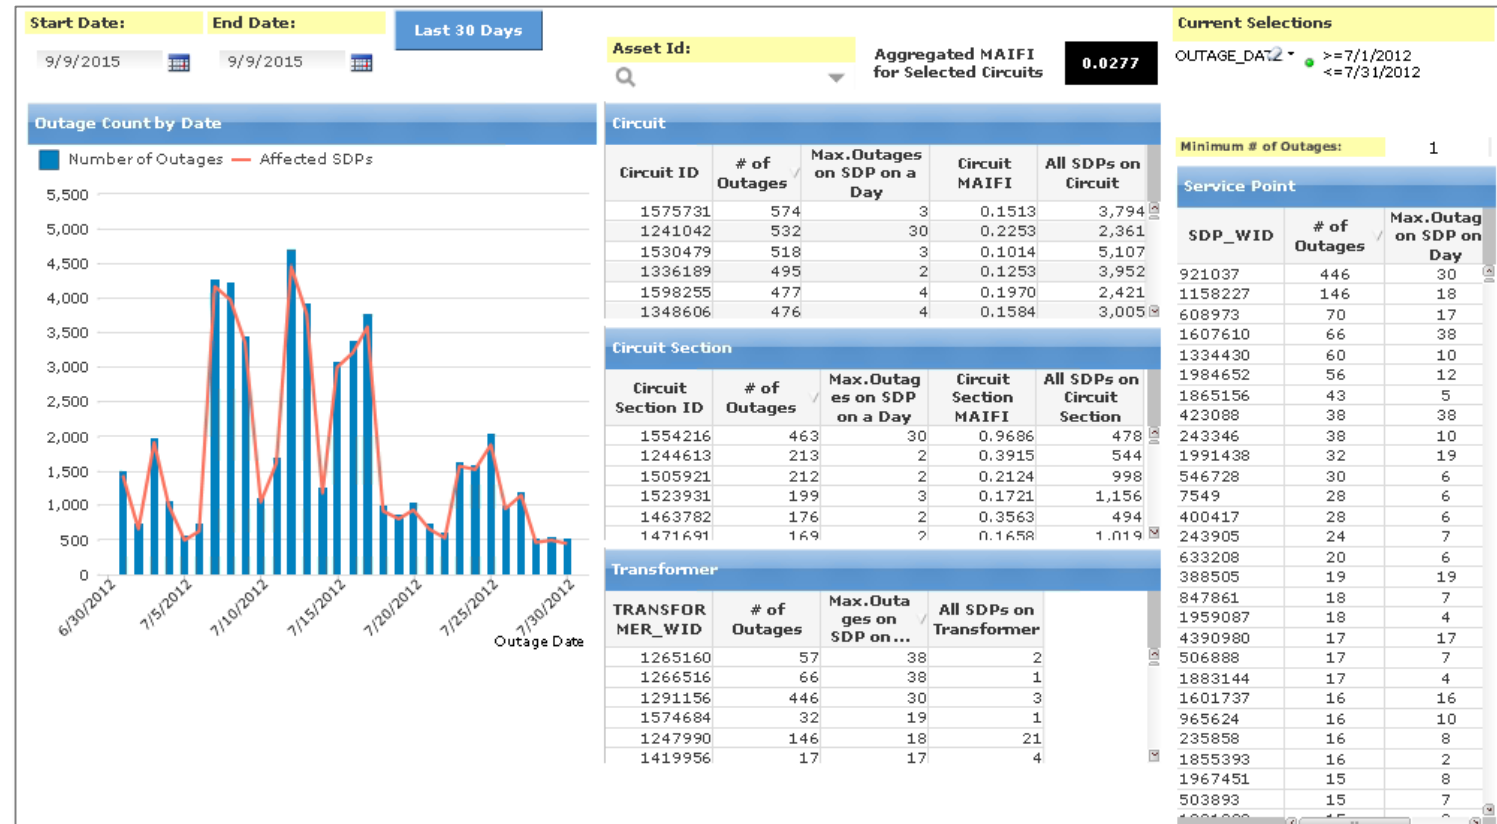 Start Date:
End Date:
Last 30 Days
9/9/2015
9/9/2015
Asset Id:
Aggregated MAIFI
for Selected Circuits
0.0277
Current Selections
>=7/1/2012
<=7/31/2012
Outage Count by Date
Number of Outages
Affected SDPs
5,500
5,000
4,500
4,000
3,500
3,000
2,500
2,000
1,500
1,000
500
0
6/30/2012
7/5/2012
7/10/2012
7/15/2012
7/20/2012
7/25/2012
7/30/2012
Outage Date
Circuit
Circuit ID
# of
Outages
Max.Outages
on SDP on a
Day
Circuit
MAIFI
All SDPs on
Circuit
1575731 574 3 0.1513 3,794
1241042 532 30 0.2253 2,361
1530479 518 3 0.1014 5,107
1336189 495 2 0.1253 3,952
1598255 477 4 0.1970 2,421
1348606 476 4 0.1584 3,005
Circuit Section
Circuit
Section ID
# of
Outages
Max.Outag
es on SDP
on a Day
Circuit
Section
MAIFI
All SDPs on
Circuit
Section
1554216 463 30 0.9686 478
1244613 213 2 0.3915 544
1505921 212 2 0.2124 998
1523931 199 3 0.1721 1,156
1463782 176 2 0.3563 494
1471691 169 2 0.1658 1,019
Transformer
TRANSFOR
MER_WID
# of
Outages
Max.Outa
ges on
SDP on...
All SDPs on
Transformer
1265160 57 38 2
1266516 66 38 1
1291156 446 30 3
1574684 32 19 1
1247990 146 18 21
1419956 17 17 4
Minimum # of Outages:
1
Service Point
SDP_WID
# of
Outages
Max.Outag
on SDP on
Day
921037 446 30
1158227 146 18
608973 70 17
1607610 66 38
1334430 60 10
1984652 56 12
1865156 43 5
423088 38 38
243346 38 10
1991438 32 19
546728 30 6
7549 28 6
400417 28 6
243905 24 7
633208 20 6
388505 19 19
847861 18 7
1959087 18 4
4390980 17 17
506888 17 7
1883144 17 4
1601737 16 16
965624 16 10
235858 16 8
1855393 16 2
1967451 15 8
503893 15 7